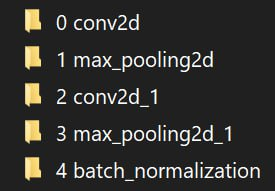 0 conv2d
1 max_pooling2d
2 conv2d_1
3 max_pooling2d_1
4 batch_normalization